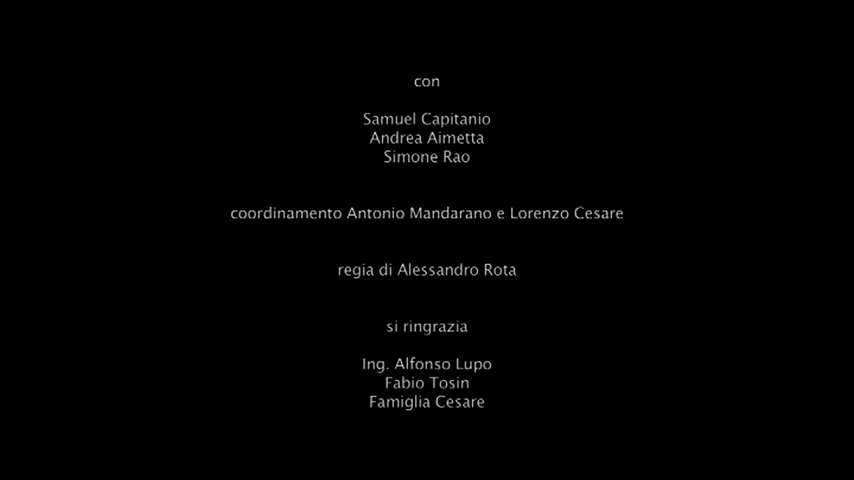 con
Samuel Capitanio
Andrea Aimetta
Simone Rao
coordinamento Antonio Mandarano e Lorenzo Cesare
regia di Alessandro Rota
si ringrazia
Ing. Alfonso Lupo
Fabio Tosin
Famiglia Cesare